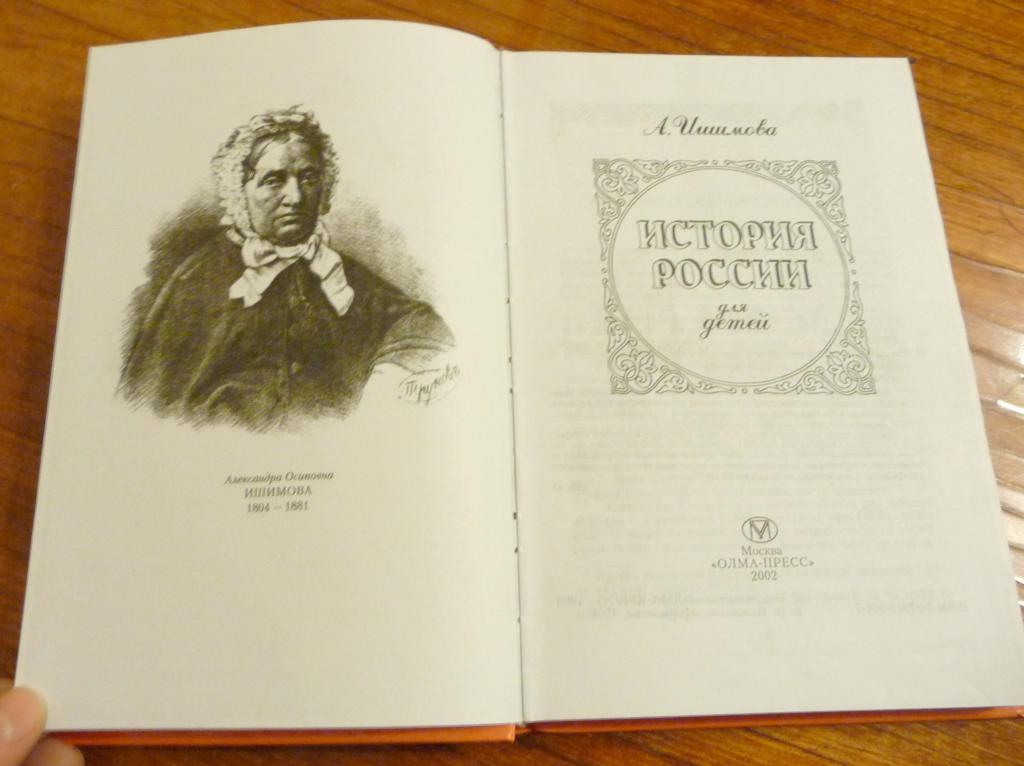 Александра Осиповна
ИШИМОВА
1804 – 1881
А. Ишимова
ИСТОРИЯ
РОССИИ
для
детей
Москва
«ОЛМА-ПРЕСС»
2002